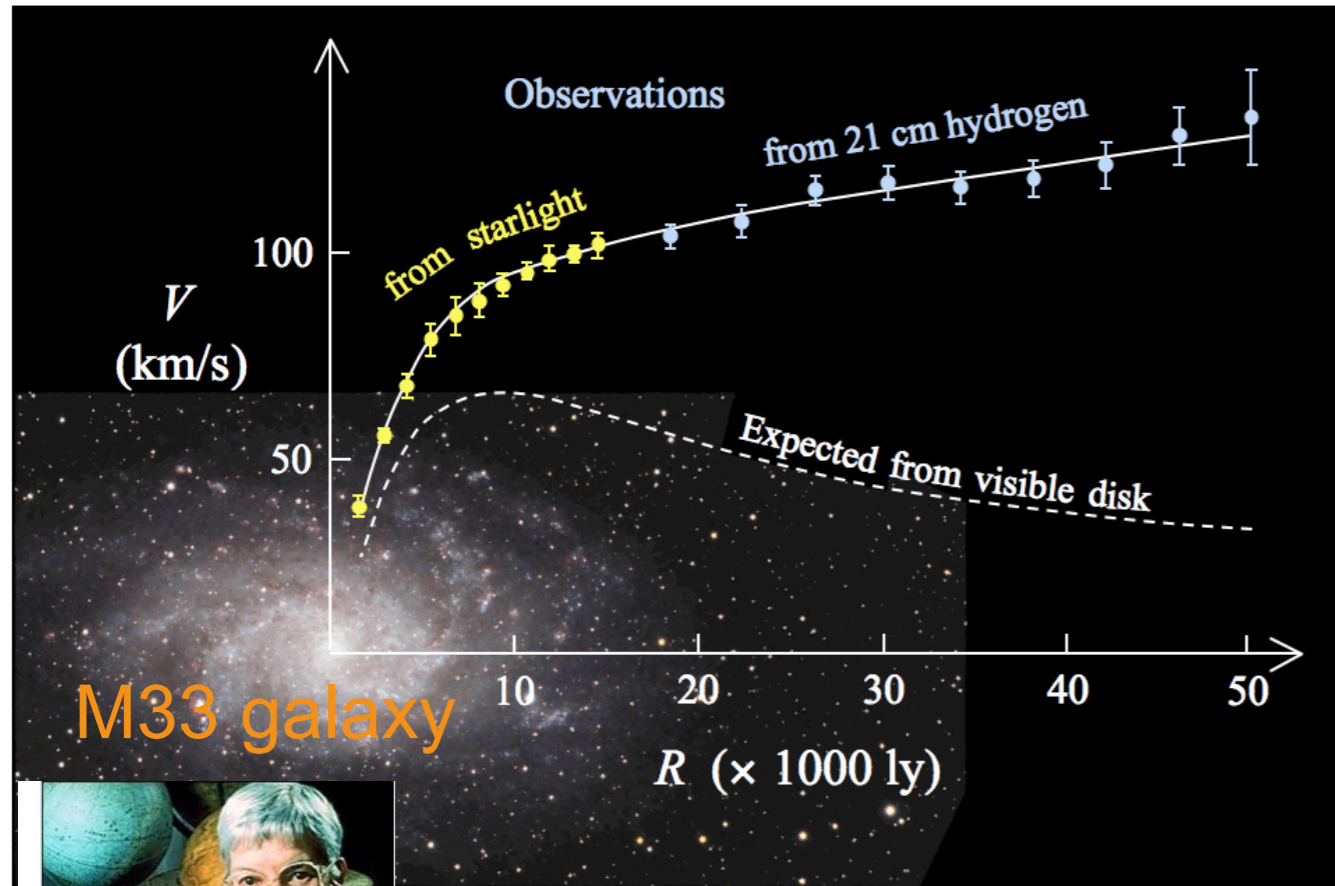 Observations
from 21 cm hydrogen
from starlight
100
V
(km/s)
50
Expected from visible disk
10 20 30 40 50
M33 galaxy
R (× 1000 ly)